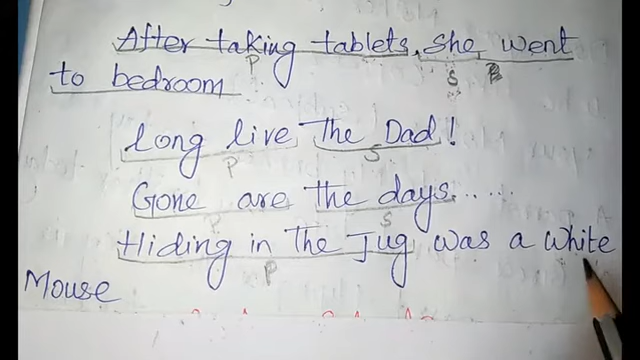 After taking tablets, she went
P S P
to bedroom
Long live The Dad!
P S
Gone are the days.....
P S
Hiding in The Jug was a white
P
Mouse